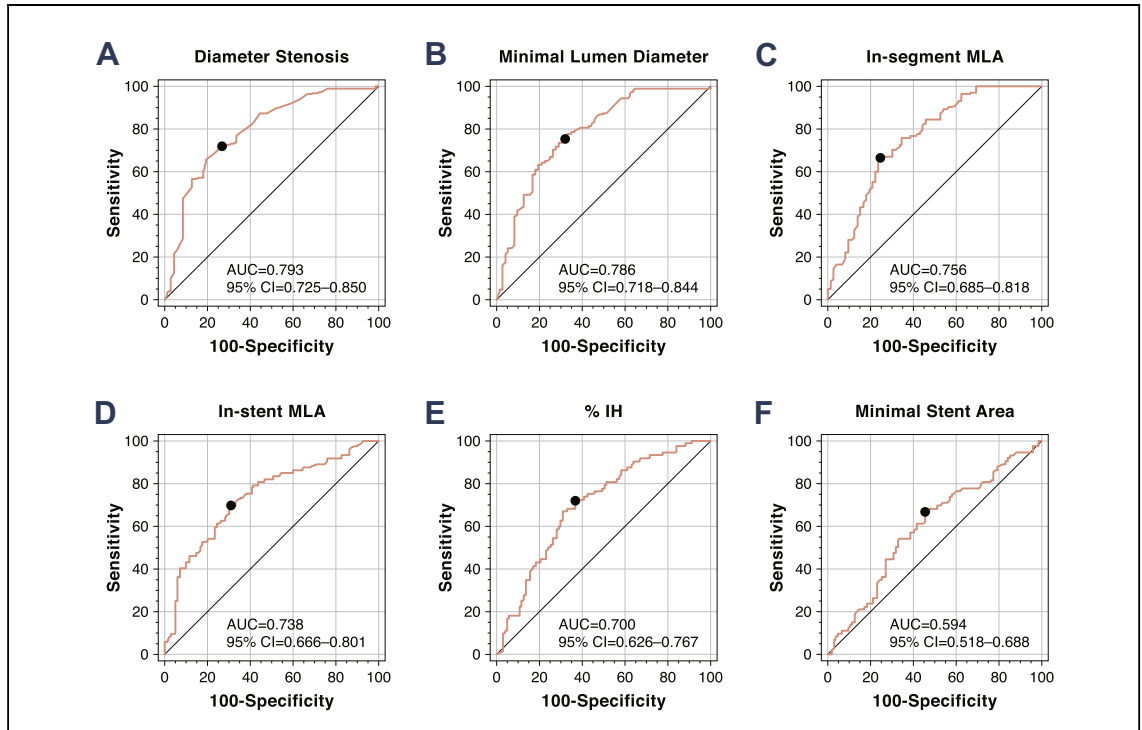 A
Diameter Stenosis
100
80
60
40
20
0
Sensitivity
AUC=0.793
95% CI=0.725–0.850
0 20 40 60 80 100
100-Specificity
B
Minimal Lumen Diameter
100
80
60
40
20
0
Sensitivity
AUC=0.786
95% CI=0.718–0.844
0 20 40 60 80 100
100-Specificity
C
In-segment MLA
100
80
60
40
20
0
Sensitivity
AUC=0.756
95% CI=0.685–0.818
0 20 40 60 80 100
100-Specificity
D
In-stent MLA
100
80
60
40
20
0
Sensitivity
AUC=0.738
95% CI=0.666–0.801
0 20 40 60 80 100
100-Specificity
E
% IH
100
80
60
40
20
0
Sensitivity
AUC=0.700
95% CI=0.626–0.767
0 20 40 60 80 100
100-Specificity
F
Minimal Stent Area
100
80
60
40
20
0
Sensitivity
AUC=0.594
95% CI=0.518–0.688
0 20 40 60 80 100
100-Specificity